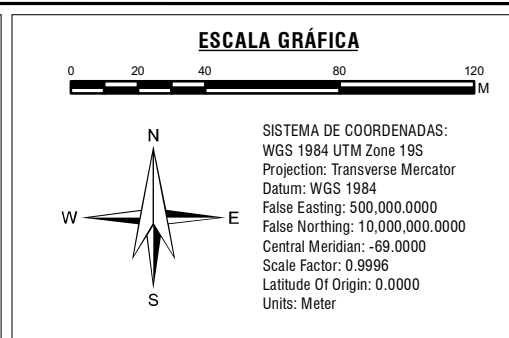 ESCALA GRÁFICA
0 20 40 80 120
M
N
W E
S
SISTEMA DE COORDENADAS:
WGS 1984 UTM Zone 19S
Projection: Transverse Mercator
Datum: WGS 1984
False Easting: 500,000.0000
False Northing: 10,000,000.0000
Central Meridian: -69.0000
Scale Factor: 0.9996
Latitude Of Origin: 0.0000
Units: Meter